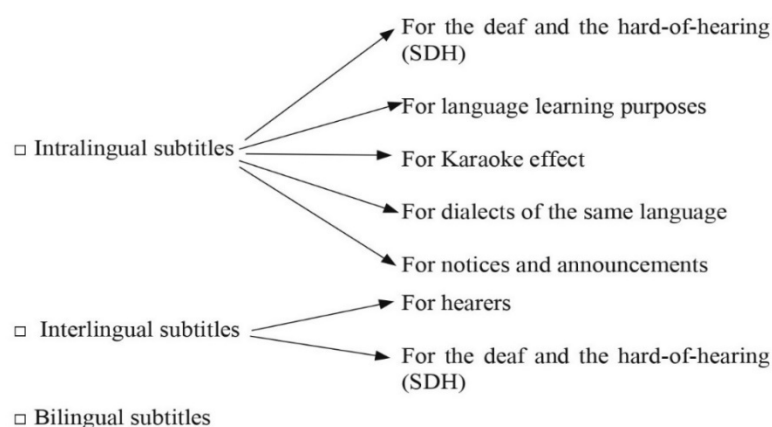 For the deaf and the hard-of-hearing
(SDH)
For language learning purposes
□ Intralingual subtitles
For Karaoke effect
For dialects of the same language
For notices and announcements
For hearers
□ Interlingual subtitles
For the deaf and the hard-of-hearing
(SDH)
□ Bilingual subtitles